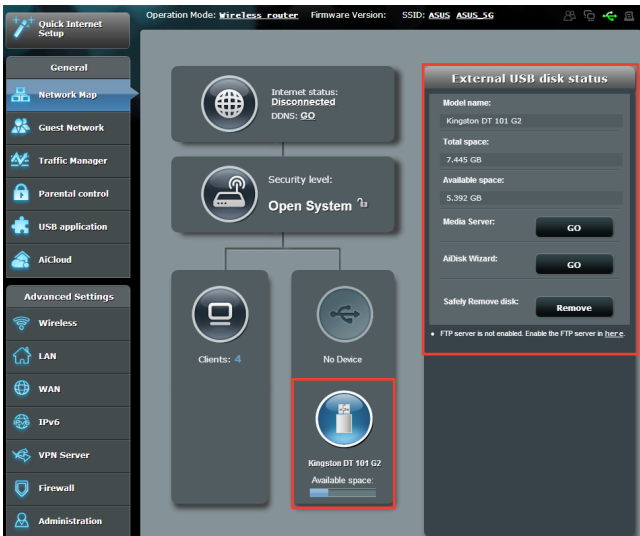 Quick Internet
Setup
Operation Mode: Wireless router Firmware Version: SSID: ASUS ASUS_5G
General
Network Map
Guest Network
Traffic Manager
Parental control
USB application
AiCloud
Advanced Settings
Wireless
LAN
WAN
IPv6
VPN Server
Firewall
Administration
Internet status:
Disconnected
DDNS: GO
Security level:
Open System
Clients: 4
No Device
Kingston DT 101 G2
Available space:
External USB disk status
Model name:
Kingston DT 101 G2
Total space:
7.445 GB
Available space:
5.392 GB
Media Server: GO
AiDisk Wizard: GO
Safely Remove disk: Remove
• FTP server is not enabled. Enable the FTP server in here.